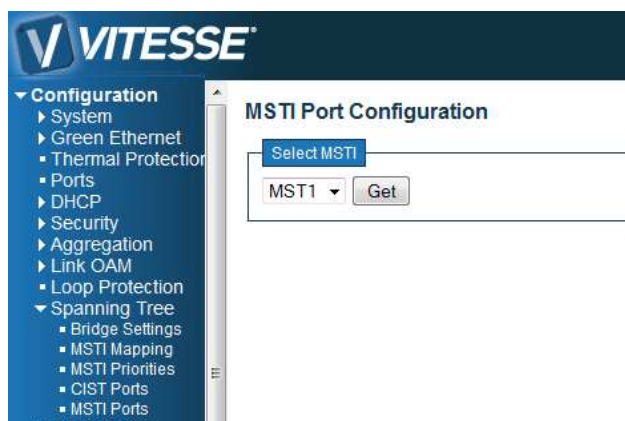 VITESSE
Configuration
System
Green Ethernet
Thermal Protection
Ports
DHCP
Security
Aggregation
Link OAM
Loop Protection
Spanning Tree
Bridge Settings
MSTI Mapping
MSTI Priorities
CIST Ports
MSTI Ports
MSTI Port Configuration
Select MSTI
MST1 Get